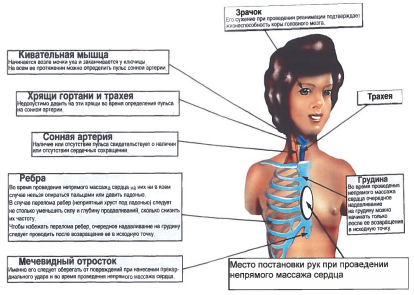 Зрачок
Его сужение при проведении реанимации подтверждает
жизнеспособность коры головного мозга.
Кивательная мышца
Начинается возле мочки уха и заканчивается у ключицы
На всем ее протяжении можно определить пульс сонной артерии.
Хрящи гортани и трахея
Недопустимо давить на эти хрящи во время определения пульса
на сонной артерии.
Трахея
Сонная артерия
Наличие или отсутствие пульса свидетельствует о наличии
или отсутствии сердечных сокращений.
Ребра
Во время проведения непрямого массажу сердца на них ни в коем
случае нельзя опираться пальцами или давить ладонью.
В случае перелома ребер (неприятный хруст под ладонью) следует
не столько уменьшить силу и глубину продавливаний, сколько снизить
их частоту.
Чтобы избежать перелома ребер, очередное надавливание на грудину
следует проводить после возвращения ее в исходную точку.
Грудина
Во время проведения
непрямого массажа
сердца очередное
надавливание
на грудину можно
начинать только
после возвращения
в исходную точку.
Мечевидный отросток
Именно его следует оберегать от повреждений при нанесении прекар-
диального удара и во время проведения непрямого массажа сердца.
Место постановки рук при проведении
непрямого массажа сердца